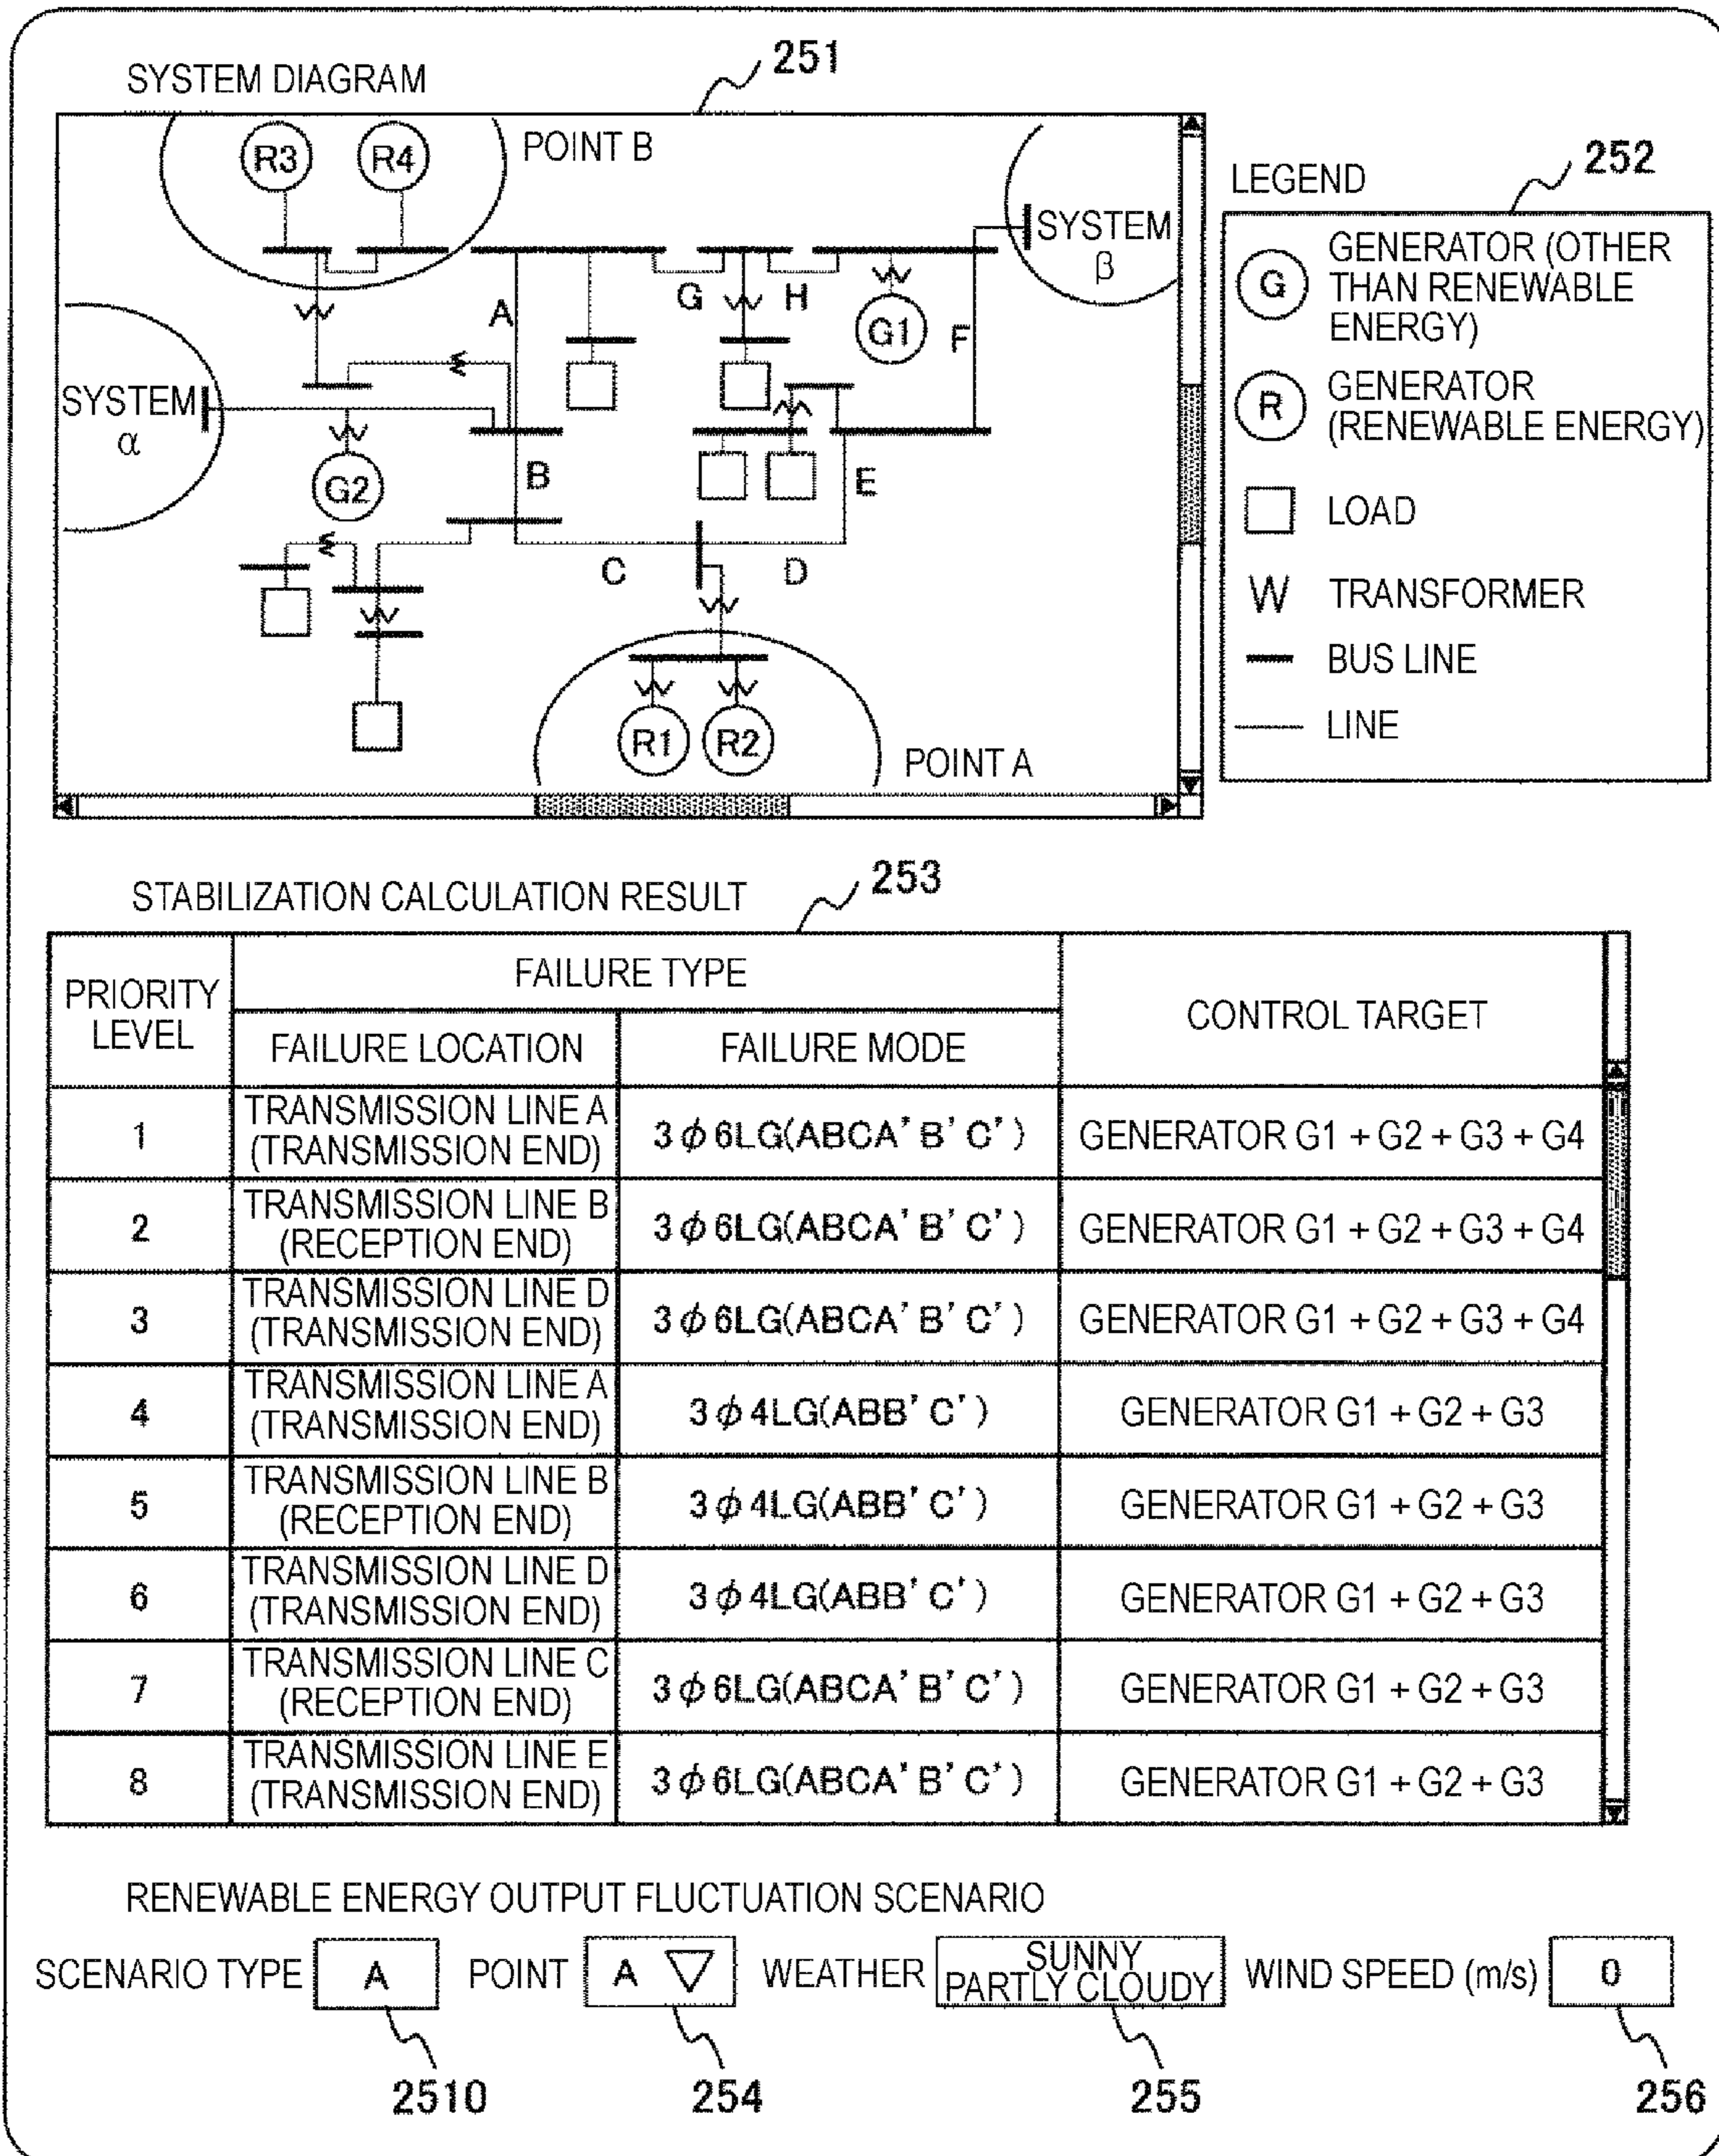 SYSTEM DIAGRAM
251
R3
R4
POINT B
SYSTEM
β
A
G
H
G1
F
SYSTEM
α
G2
B
E
C
D
R1
R2
POINT A
LEGEND
252
G
GENERATOR (OTHER
THAN RENEWABLE
ENERGY)
R
GENERATOR
(RENEWABLE ENERGY)
LOAD
TRANSFORMER
BUS LINE
LINE
STABILIZATION CALCULATION RESULT
253
PRIORITY
LEVEL
FAILURE TYPE
CONTROL TARGET
FAILURE LOCATION
FAILURE MODE
1
TRANSMISSION LINE A
(TRANSMISSION END)
3φ6LG(ABCA'B'C')
GENERATOR G1 + G2 + G3 + G4
2
TRANSMISSION LINE B
(RECEPTION END)
3φ6LG(ABCA'B'C')
GENERATOR G1 + G2 + G3 + G4
3
TRANSMISSION LINE D
(TRANSMISSION END)
3φ6LG(ABCA'B'C')
GENERATOR G1 + G2 + G3 + G4
4
TRANSMISSION LINE A
(TRANSMISSION END)
3φ4LG(ABB'C')
GENERATOR G1 + G2 + G3
5
TRANSMISSION LINE B
(RECEPTION END)
3φ4LG(ABB'C')
GENERATOR G1 + G2 + G3
6
TRANSMISSION LINE D
(TRANSMISSION END)
3φ4LG(ABB'C')
GENERATOR G1 + G2 + G3
7
TRANSMISSION LINE C
(RECEPTION END)
3φ6LG(ABCA'B'C')
GENERATOR G1 + G2 + G3
8
TRANSMISSION LINE E
(TRANSMISSION END)
3φ6LG(ABCA'B'C')
GENERATOR G1 + G2 + G3
RENEWABLE ENERGY OUTPUT FLUCTUATION SCENARIO
SCENARIO TYPE
A
POINT
A ▽
WEATHER
SUNNY
PARTLY CLOUDY
WIND SPEED (m/s)
0
2510
254
255
256